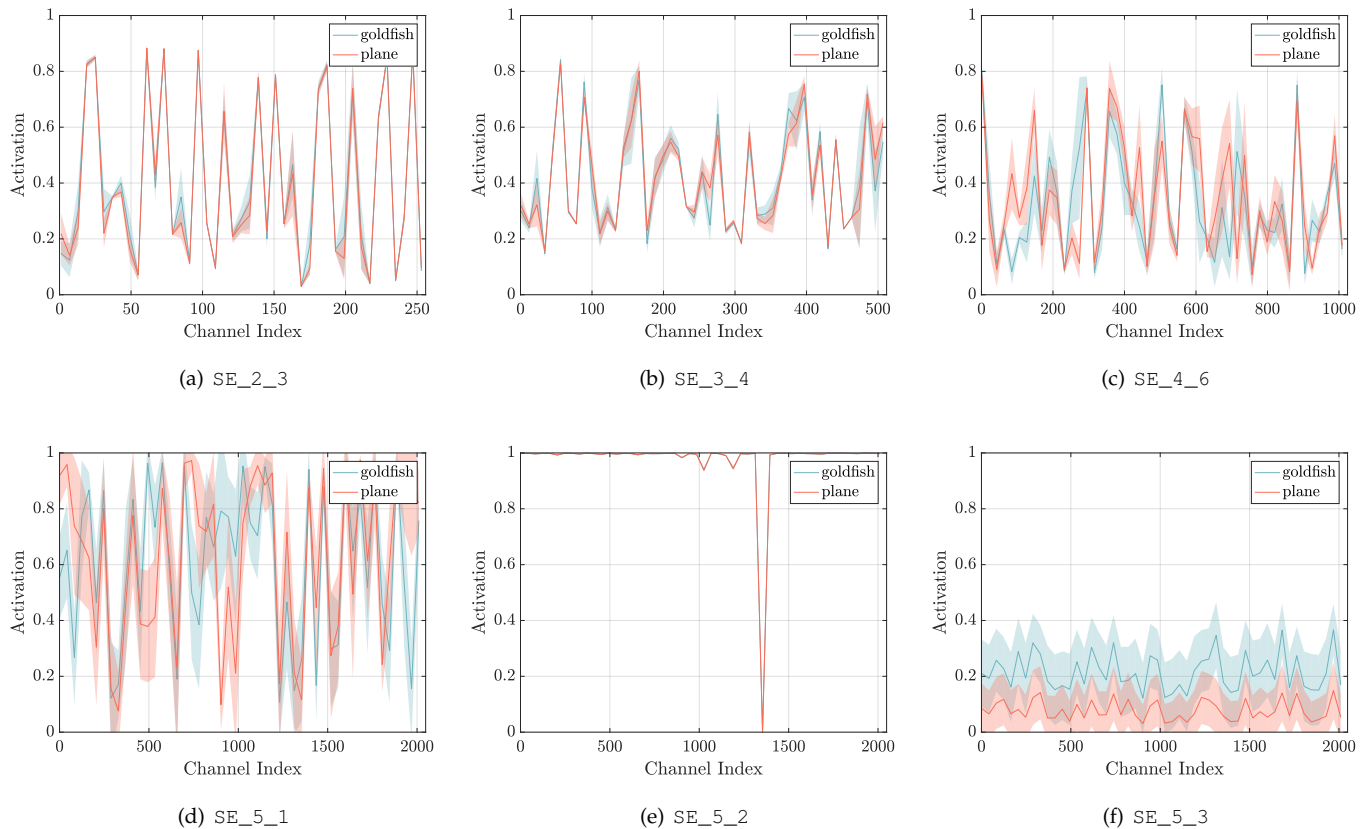 1
0.8
0.6
0.4
0.2
0
Activation
0 50 100 150 200 250
Channel Index
goldfish
plane
(a) SE_2_3
1
0.8
0.6
0.4
0.2
0
Activation
0 100 200 300 400 500
Channel Index
goldfish
plane
(b) SE_3_4
1
0.8
0.6
0.4
0.2
0
Activation
0 200 400 600 800 1000
Channel Index
goldfish
plane
(c) SE_4_6
1
0.8
0.6
0.4
0.2
0
Activation
0 500 1000 1500 2000
Channel Index
goldfish
plane
(d) SE_5_1
1
0.8
0.6
0.4
0.2
0
Activation
0 500 1000 1500 2000
Channel Index
goldfish
plane
(e) SE_5_2
1
0.8
0.6
0.4
0.2
0
Activation
0 500 1000 1500 2000
Channel Index
goldfish
plane
(f) SE_5_3